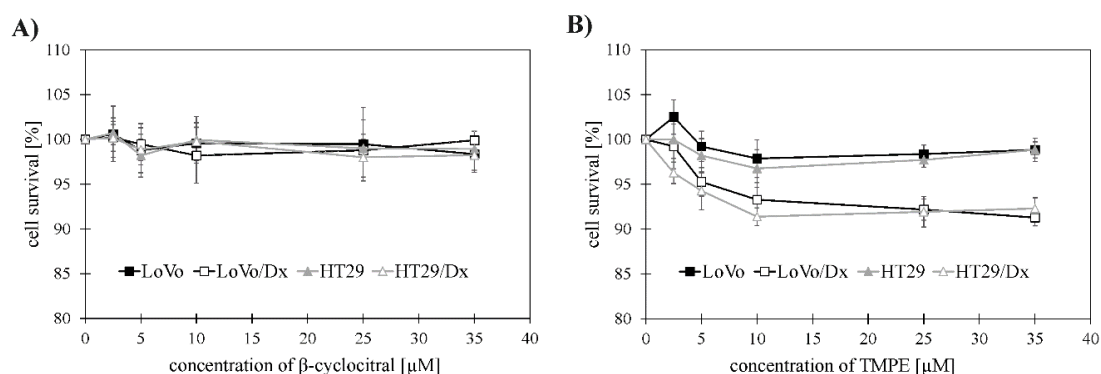 A)
110
105
100
95
90
85
80
cell survival [%]
LoVo LoVo/Dx HT29 HT29/Dx
0 5 10 15 20 25 30 35 40
concentration of β-cyclocitral [µM]
B)
110
105
100
95
90
85
80
cell survival [%]
LoVo LoVo/Dx HT29 HT29/Dx
0 5 10 15 20 25 30 35 40
concentration of TMPE [µM]